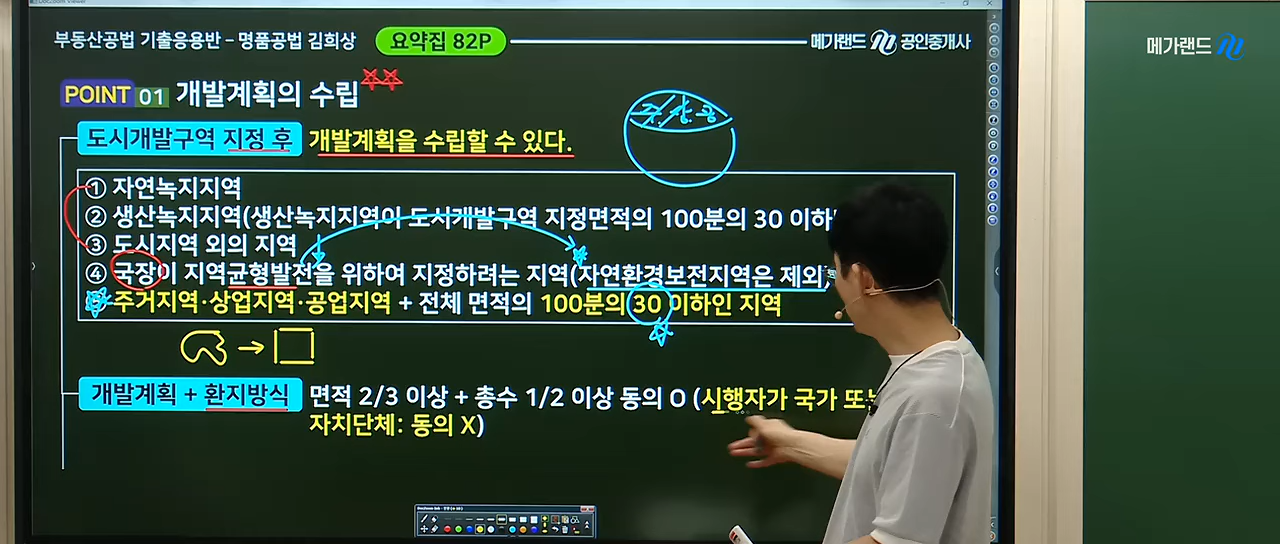 부동산공법 기출응용반 – 명품공법 김희상
요약집 82P
메가랜드 공인중개사
메가랜드
POINT 01 개발계획의 수립
주/상/공
도시개발구역 지정 후 개발계획을 수립할 수 있다.
① 자연녹지지역
② 생산녹지지역(생산녹지지역이 도시개발구역 지정면적의 100분의 30 이하
③ 도시지역 외의 지역
④ 국장이 지역균형발전을 위하여 지정하려는 지역(자연환경보전지역은 제외)
주거지역·상업지역·공업지역 + 전체 면적의 100분의 30 이하인 지역
개발계획 + 환지방식 면적 2/3 이상 + 총수 1/2 이상 동의 O (시행자가 국가 또는
자치단체: 동의 X)